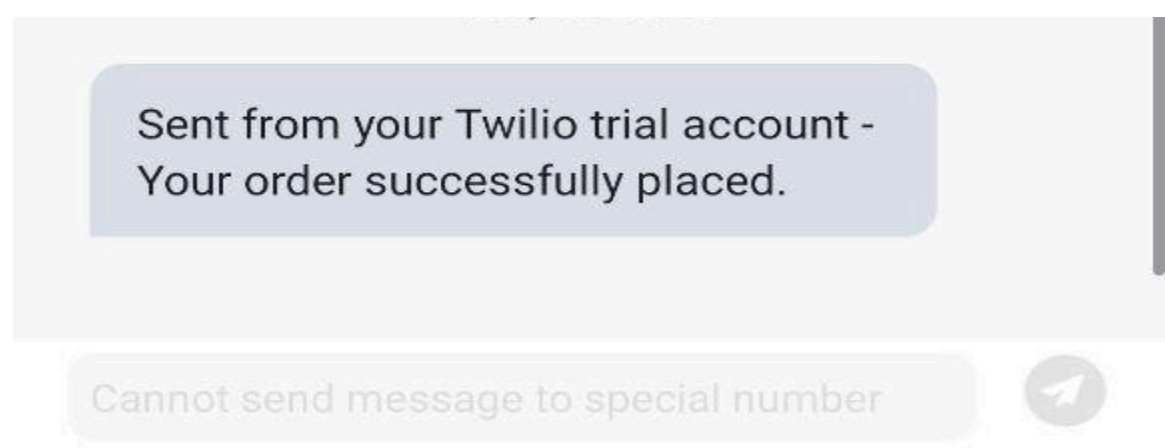 Sent from your Twilio trial account -
Your order successfully placed.
Cannot send message to special number